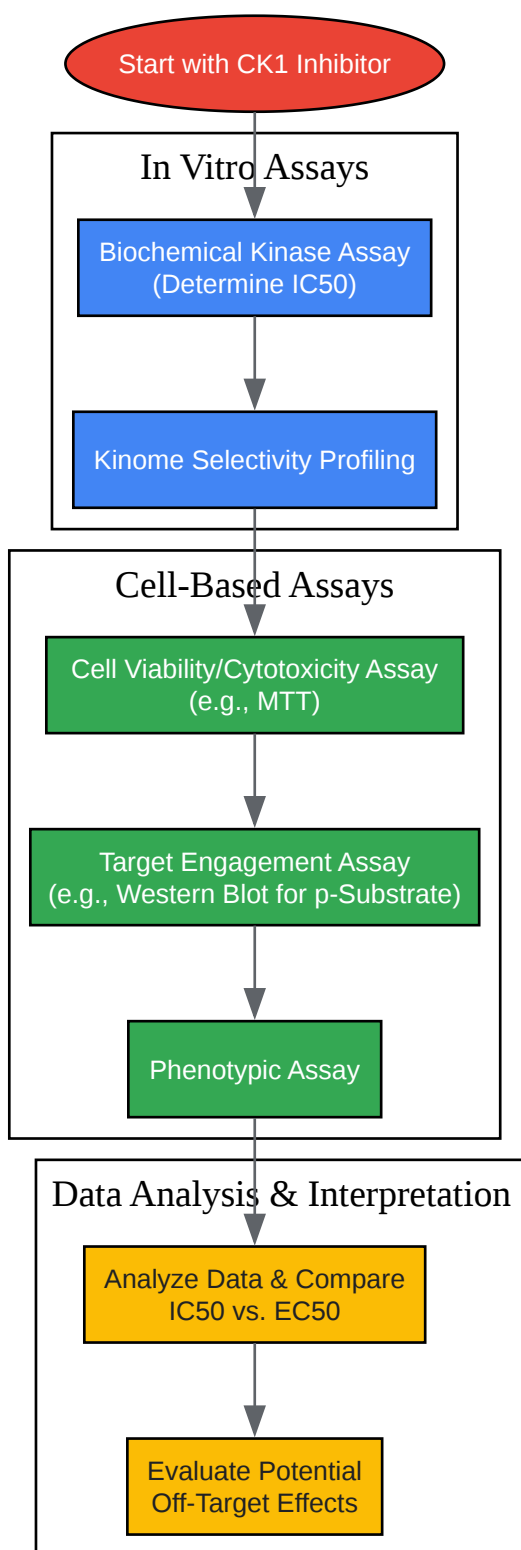 Start with CK1 Inhibitor
In Vitro Assays
Biochemical Kinase Assay
(Determine IC50)
Kinome Selectivity Profiling
Cell-Based Assays
Cell Viability/Cytotoxicity Assay
(e.g., MTT)
Target Engagement Assay
(e.g., Western Blot for p-Substrate)
Phenotypic Assay
Data Analysis & Interpretation
Analyze Data & Compare
IC50 vs. EC50
Evaluate Potential
Off-Target Effects